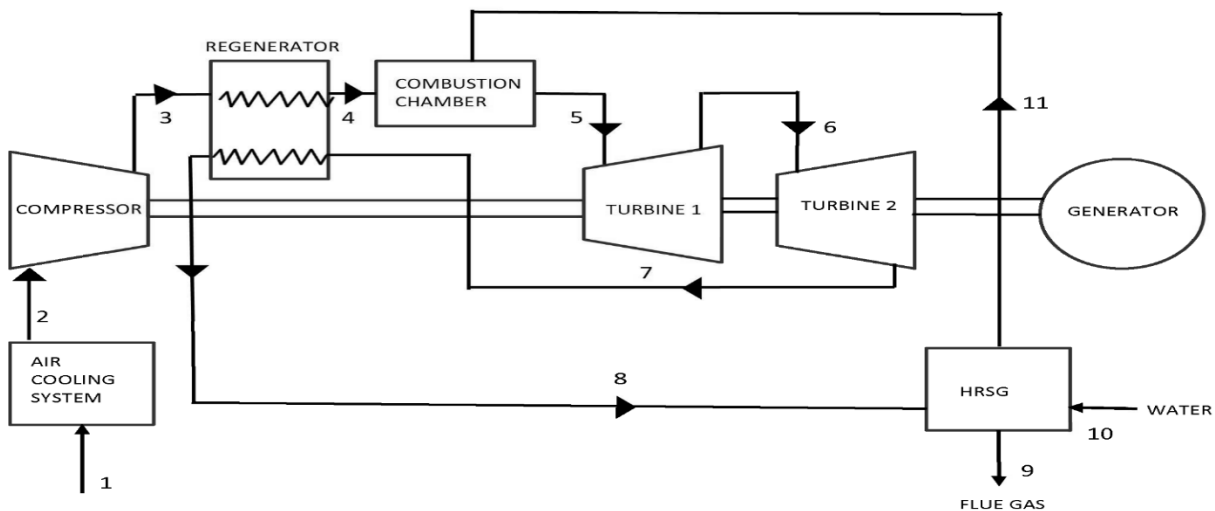 REGENERATOR
COMBUSTION
CHAMBER
3
4
5
6
11
COMPRESSOR
TURBINE 1
TURBINE 2
GENERATOR
7
2
AIR
COOLING
SYSTEM
8
HRSG
WATER
10
1
9
FLUE GAS